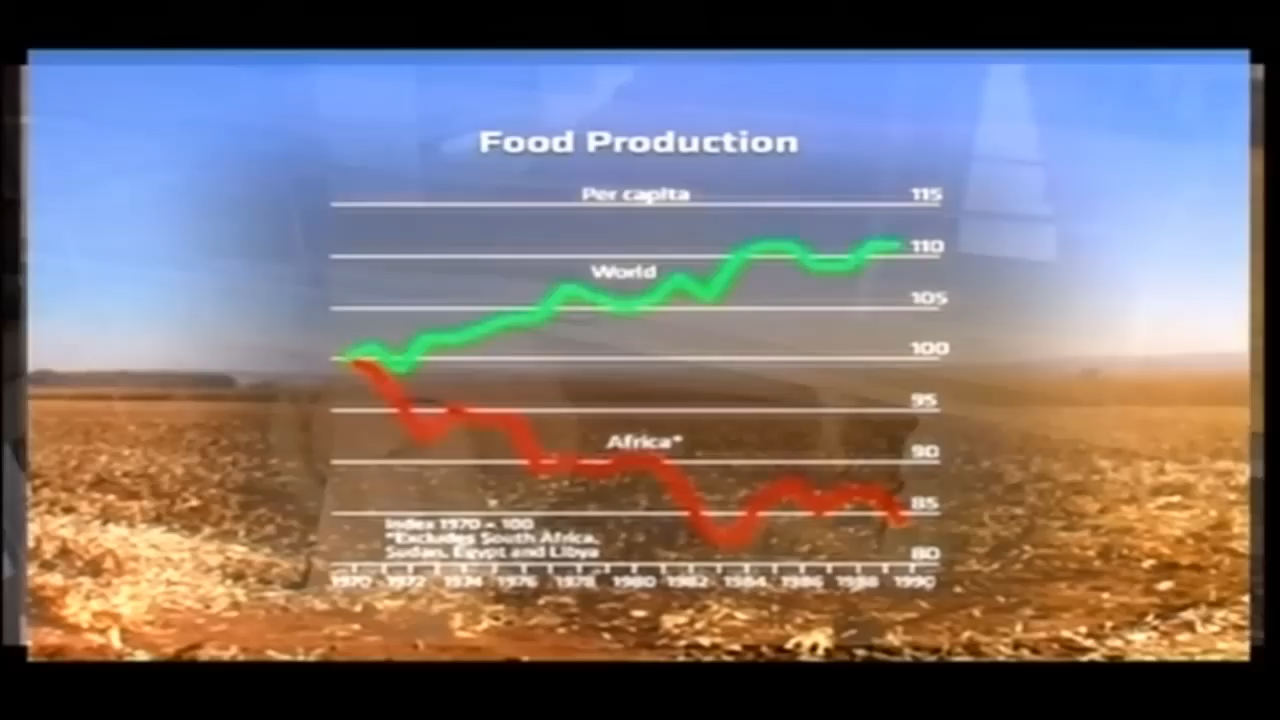 Food Production
Per capita
115
110
World
105
100
95
Africa*
90
85
Index 1970 = 100
*Excludes South Africa,
Sudan, Egypt and Libya
80
1970 1972 1974 1976 1978 1980 1982 1984 1986 1988 1990